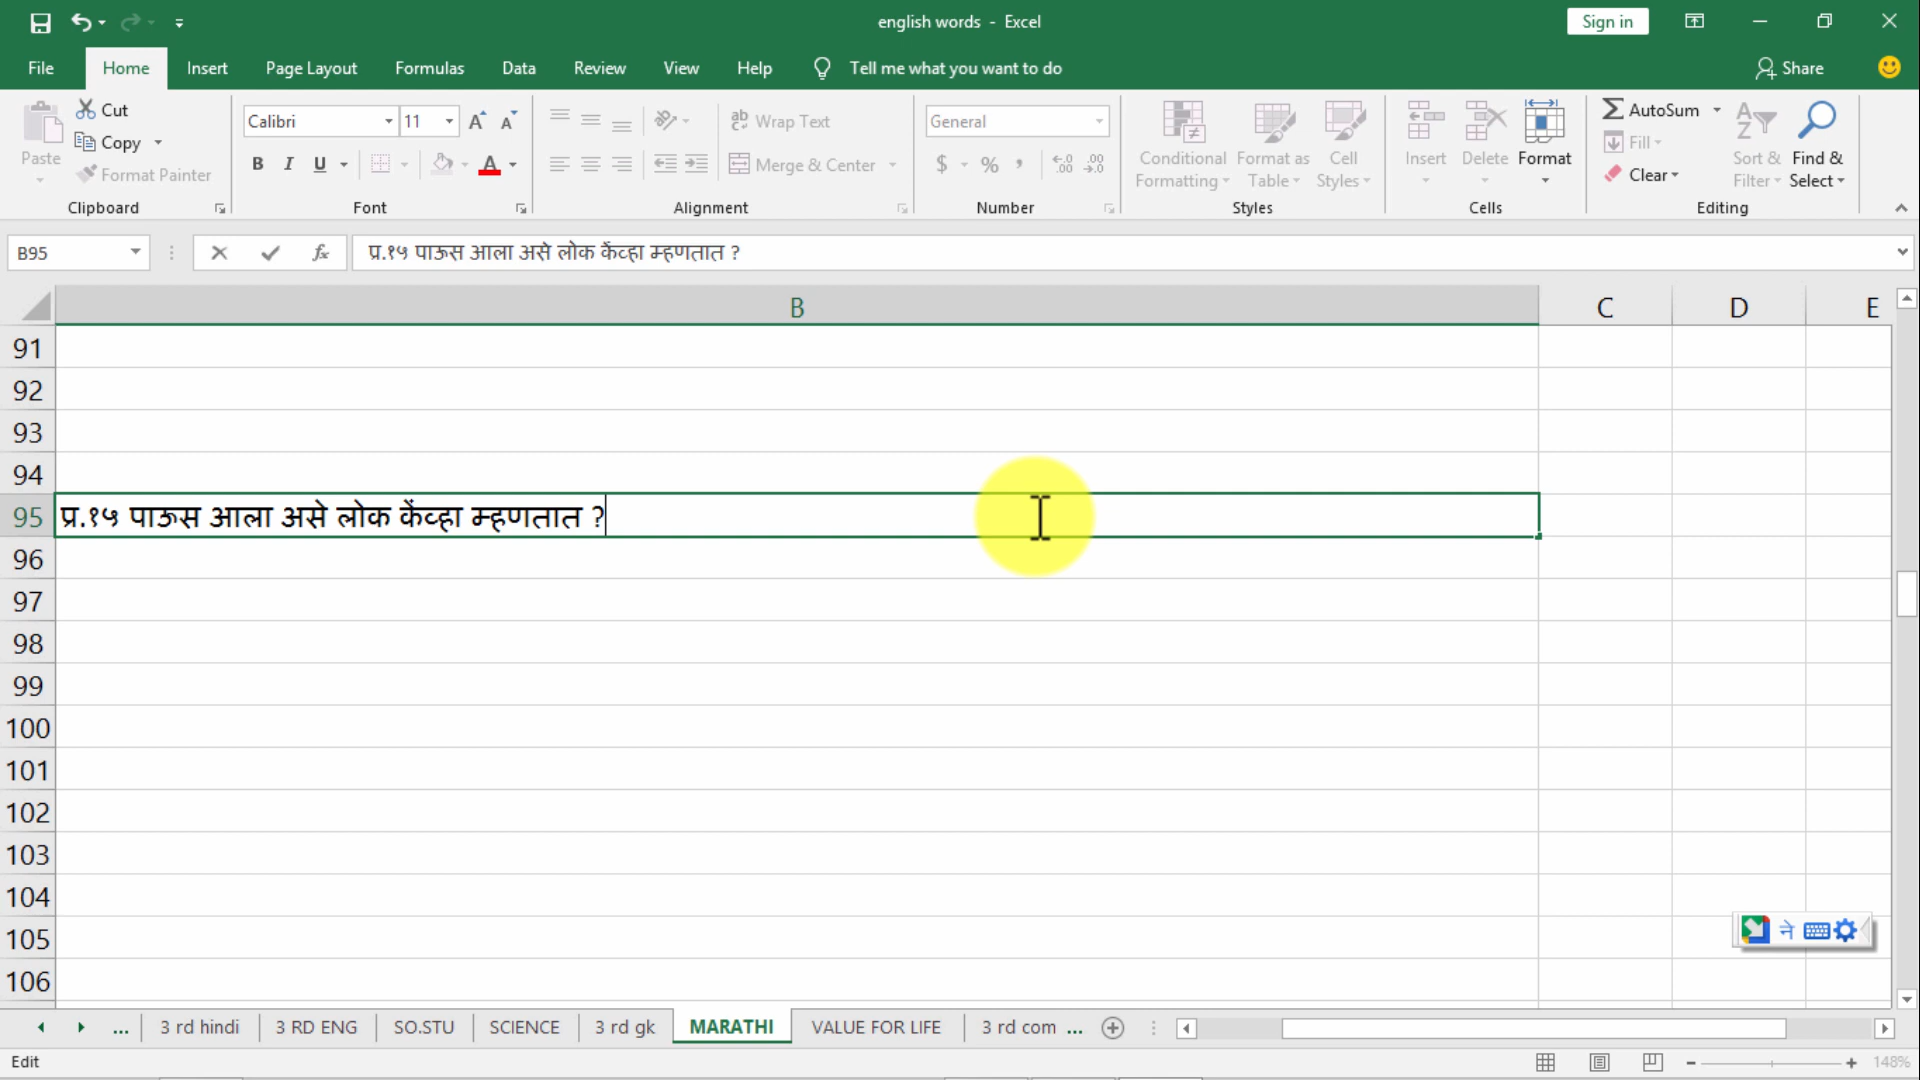 english words - Excel
Sign in
File Home Insert Page Layout Formulas Data Review View Help Tell me what you want to do Share
Paste
Cut
Copy
Format Painter
Clipboard
Calibri 11
B I U
Font
Wrap Text
Merge & Center
Alignment
General
$ % ,
Number
Conditional Formatting
Format as Table
Cell Styles
Styles
Insert Delete Format
Cells
AutoSum
Fill
Clear
Sort & Filter
Find & Select
Editing
B95 fx प्र.१५ पाऊस आला असे लोक केंव्हा म्हणतात ?
B C D E
91
92
93
94
95 प्र.१५ पाऊस आला असे लोक केंव्हा म्हणतात ?
96
97
98
99
100
101
102
103
104
105
ने
106
... 3 rd hindi 3 RD ENG SO.STU SCIENCE 3 rd gk MARATHI VALUE FOR LIFE 3 rd com ...
Edit 148%